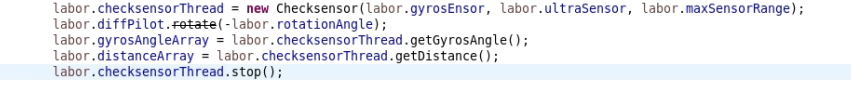 labor.checksensorThread = new Checksensor(labor.gyrosEnsor, labor.ultraSensor, labor.maxSensorRange);
labor.diffPilot.rotate(-labor.rotationAngle);
labor.gyrosAngleArray = labor.checksensorThread.getGyrosAngle();
labor.distanceArray = labor.checksensorThread.getDistance();
labor.checksensorThread.stop();